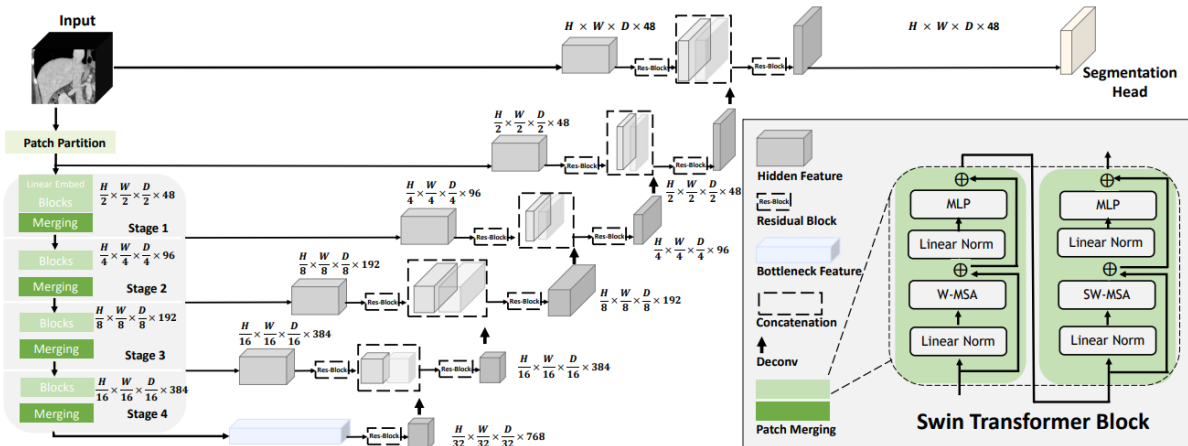 Input
H × W × D × 48
H × W × D × 48
Res-Block
Res-Block
Segmentation
Head
Patch Partition
H/2 × W/2 × D/2 × 48
Res-Block
Res-Block
H/2 × W/2 × D/2 × 48
Linear Embed
Blocks
H/2 × W/2 × D/2 × 48
Merging
Stage 1
H/4 × W/4 × D/4 × 96
Res-Block
Res-Block
H/4 × W/4 × D/4 × 96
Blocks
H/4 × W/4 × D/4 × 96
Merging
Stage 2
H/8 × W/8 × D/8 × 192
Res-Block
Res-Block
H/8 × W/8 × D/8 × 192
Blocks
H/8 × W/8 × D/8 × 192
Merging
Stage 3
H/16 × W/16 × D/16 × 384
Res-Block
Res-Block
H/16 × W/16 × D/16 × 384
Blocks
H/16 × W/16 × D/16 × 384
Merging
Stage 4
Res-Block
H/32 × W/32 × D/32 × 768
Hidden Feature
Res-Block
Residual Block
Bottleneck Feature
Concatenation
Deconv
Patch Merging
MLP
Linear Norm
W-MSA
Linear Norm
MLP
Linear Norm
SW-MSA
Linear Norm
Swin Transformer Block